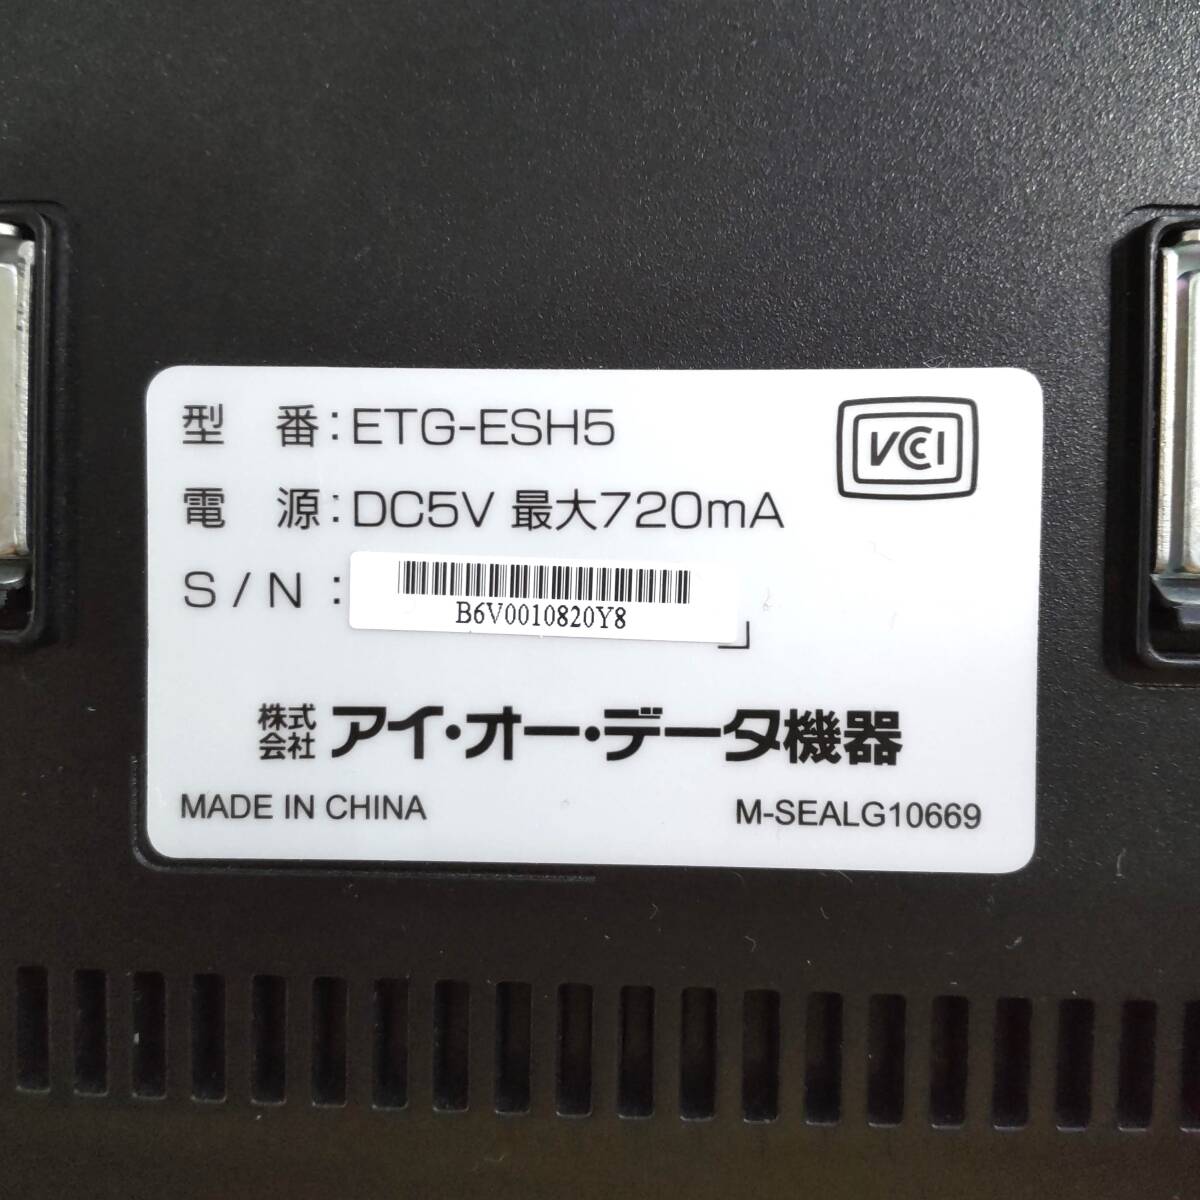 型 番:ETG-ESH5
VCCI
電 源:DC5V 最大720mA
S/N:
B6V0010820Y8
株式会社 アイ・オー・データ機器
MADE IN CHINA
M-SEALG10669